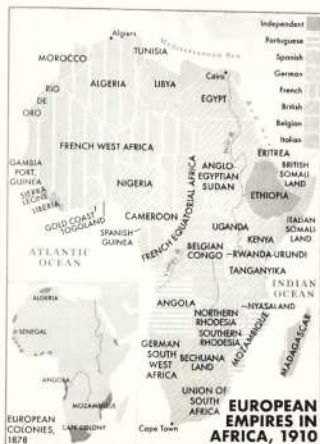 Independent
Portuguese
Spanish
German
French
British
Belgian
Italian
Algiers
Mediterranean Sea
TUNISIA
MOROCCO
Cairo
ALGERIA
LIBYA
EGYPT
RIO
DE
ORO
FRENCH WEST AFRICA
ANGLO-
EGYPTIAN
SUDAN
ERITREA
BRITISH
SOMALI
LAND
GAMBIA
PORT.
GUINEA
SIERRA
LEONE
LIBERIA
NIGERIA
ETHIOPIA
GOLD COAST
TOGOLAND
CAMEROON
FRENCH EQUATORIAL AFRICA
SPANISH
GUINEA
UGANDA
KENYA
ITALIAN
SOMALI-
LAND
ATLANTIC
OCEAN
BELGIAN
CONGO
RWANDA-URUNDI
TANGANYIKA
INDIAN
OCEAN
ANGOLA
NYASALAND
NORTHERN
RHODESIA
SOUTHERN
RHODESIA
MOZAMBIQUE
MADAGASCAR
GERMAN
SOUTH
WEST
AFRICA
BECHUANA
LAND
UNION OF
SOUTH
AFRICA
Cape Town
ALGERIA
SENEGAL
ANGOLA
MOZAMBIQUE
CAPE COLONY
EUROPEAN
COLONIES,
1878
EUROPEAN
EMPIRES IN
AFRICA, 1910